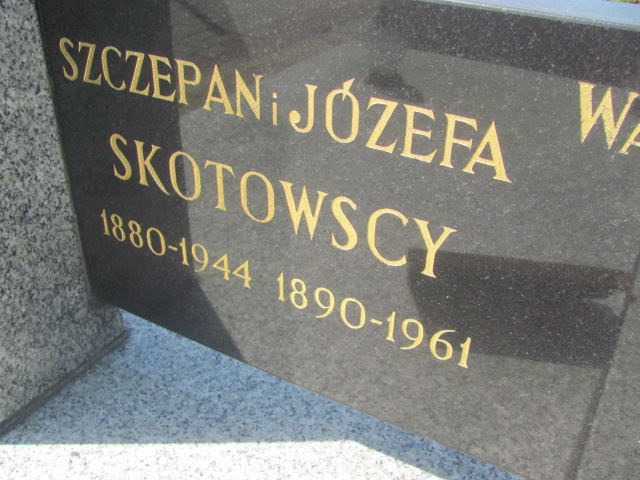 SZCZEPAN i JÓZEFA
SKOTOWSCY
1880-1944 1890-1961